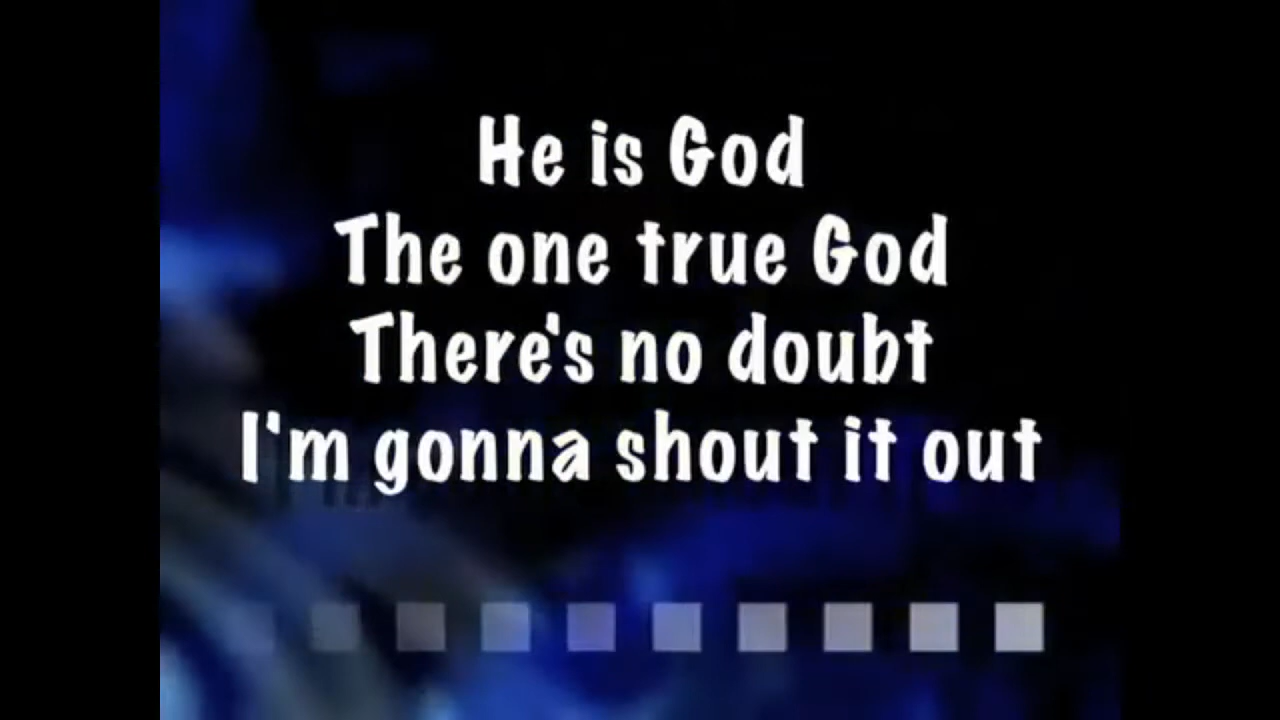 He is God
The one true God
There's no doubt
I'm gonna shout it out